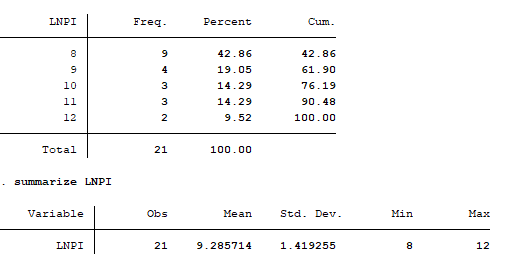 LNPI Freq. Percent Cum.
8 9 42.86 42.86
9 4 19.05 61.90
10 3 14.29 76.19
11 3 14.29 90.48
12 2 9.52 100.00
Total 21 100.00
. summarize LNPI
Variable Obs Mean Std. Dev. Min Max
LNPI 21 9.285714 1.419255 8 12